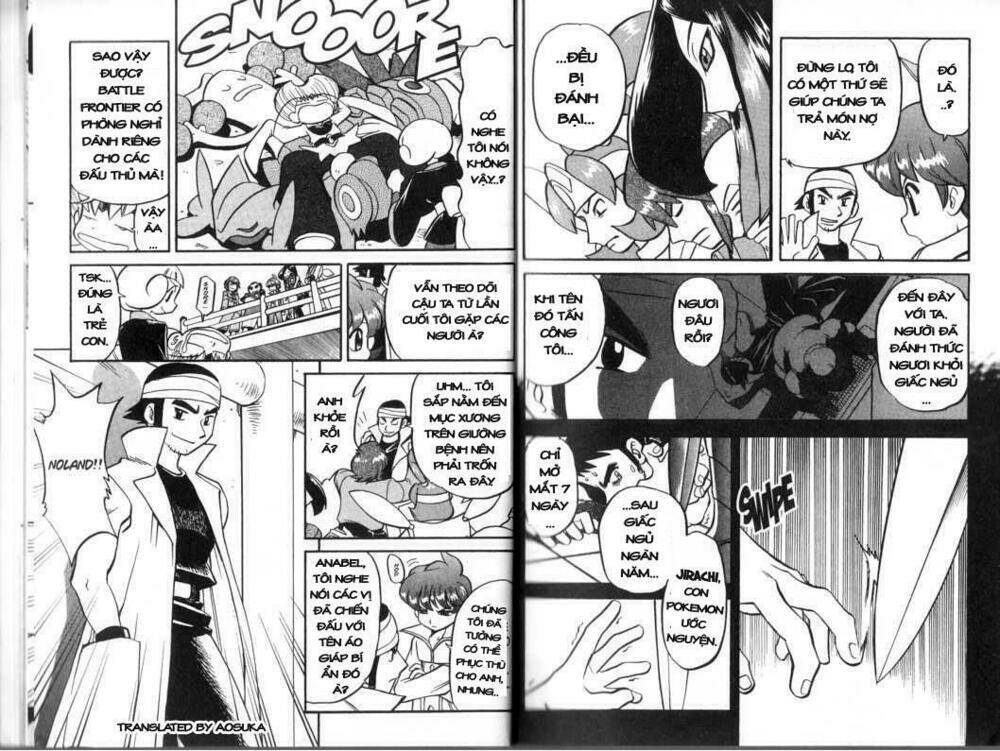 SAO VẬY
ĐƯỢC?
BATTLE
FRONTIER CÓ
PHÒNG NGHỈ
DÀNH RIÊNG
CHO CÁC
ĐẤU THỦ MÀ!
VẬY
ÀA
...
SNOOORE
CÓ
NGHE
TÔI NÓI
KHÔNG
VẬY..?
TSK...
ĐÚNG
LÀ
TRẺ
CON.
VẪN THEO DÕI
CẬU TA TỪ LẦN
CUỐI TÔI GẶP CÁC
NGƯỜI À?
NOLAND!!
ANH
KHỎE
RỒI
À?
UHM... TÔI
SẮP NẰM ĐẾN
MỤC XƯƠNG
TRÊN GIƯỜNG
BỆNH NÊN
PHẢI TRỐN
RA ĐÂY
ANABEL,
TÔI NGHE
NÓI CÁC VỊ
ĐÃ CHIẾN
ĐẤU VỚI
TÊN ÁO
GIÁP BÍ
ẨN ĐÓ
À?
CHÚNG
TÔI ĐÃ
TƯỞNG
CÓ THỂ
PHỤC THÙ
CHO ANH,
NHƯNG..
TRANSLATED BY AOSUKA
...ĐỀU
BỊ
ĐÁNH
BẠI...
ĐỪNG LO, TÔI
CÓ MỘT THỨ SẼ
GIÚP CHÚNG TA
TRẢ MÓN NỢ
NÀY.
ĐÓ
LÀ.
..?
KHI TÊN
ĐÓ TẤN
CÔNG
TÔI...
NGƯƠI
ĐÂU
RỒI?
ĐẾN ĐÂY
VỚI TA,
NGƯỜI ĐÃ
ĐÁNH THỨC
NGƯƠI KHỎI
GIẤC NGỦ
...
CHỈ
MỞ
MẮT 7
NGÀY
...
...SAU
GIẤC
NGỦ
NGÀN
NĂM...
JIRACHI,
CON
POKEMON
ƯỚC
NGUYỆN.
SWIPE